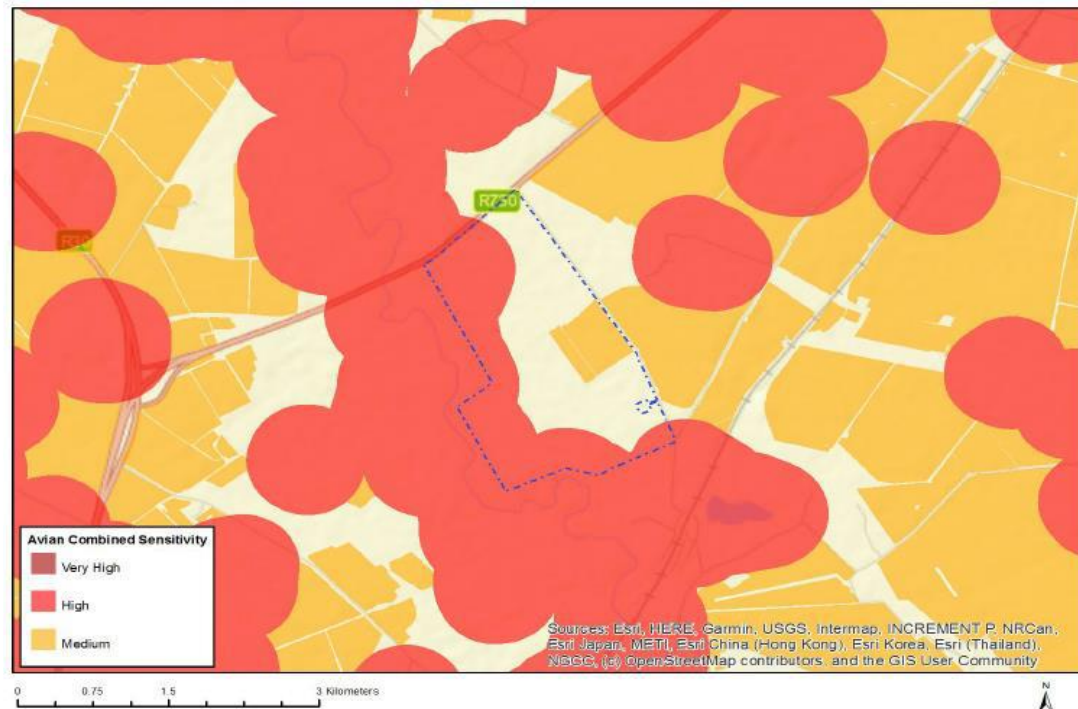 R730
R30
Avian Combined Sensitivity
Very High
High
Medium
Sources: Esri, HERE, Garmin, USGS, Intermap, INCREMENT P, NRCan,
Esri Japan, METI, Esri China (Hong Kong), Esri Korea, Esri (Thailand),
NGCC, (c) OpenStreetMap contributors, and the GIS User Community
0 0.75 1.5 3 Kilometers
N